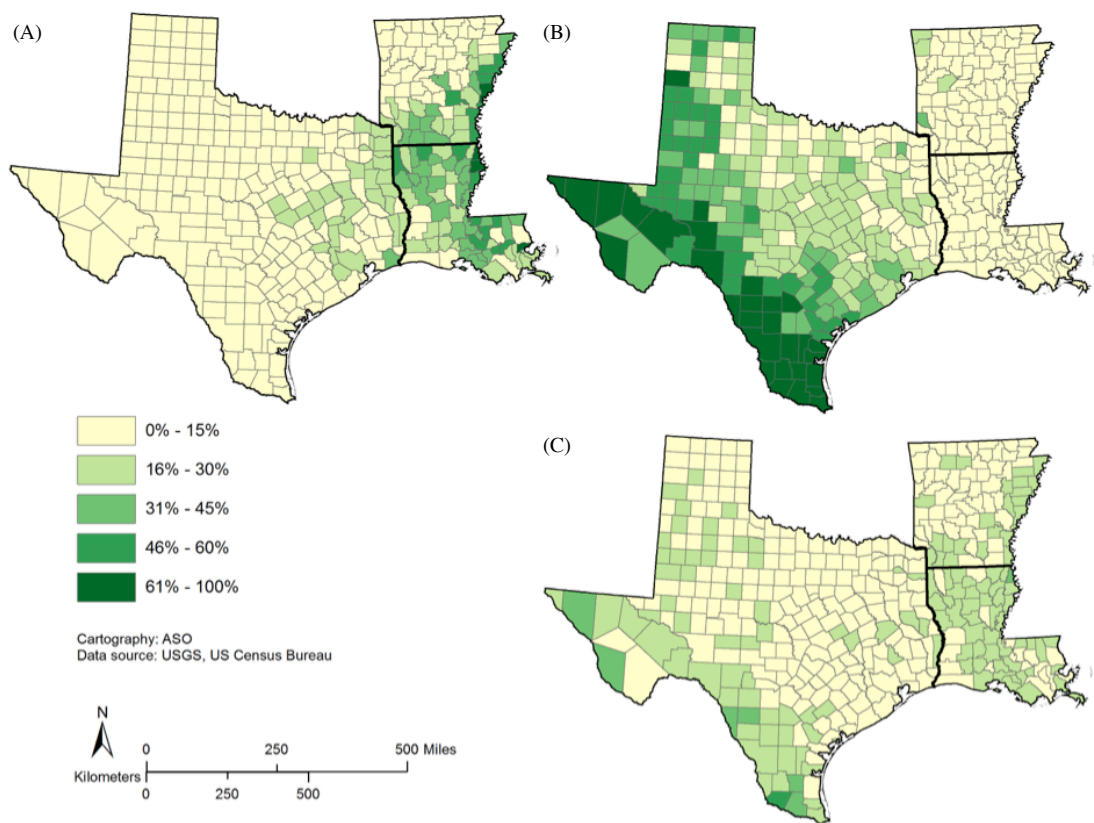 (A)
(B)
0% - 15%
16% - 30%
31% - 45%
46% - 60%
61% - 100%
(C)
Cartography: ASO
Data source: USGS, US Census Bureau
N
0 250 500 Miles
Kilometers
0 250 500